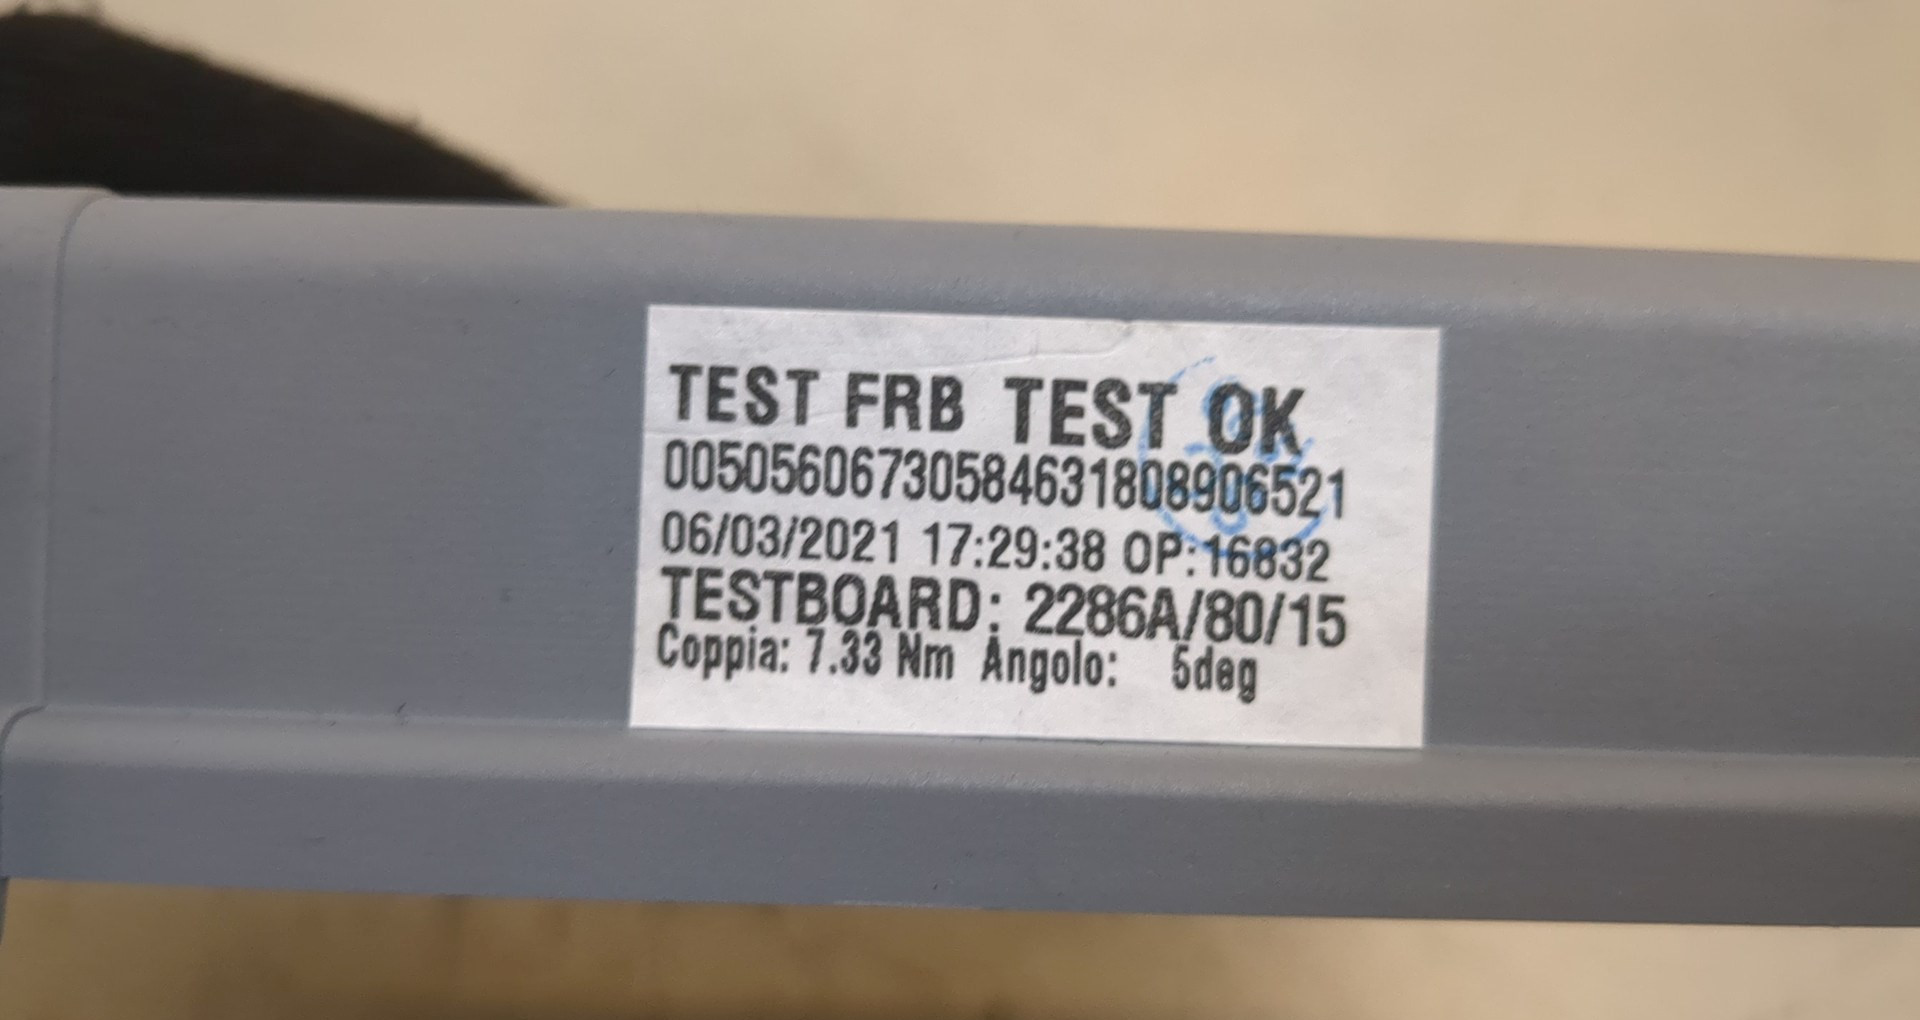 TEST FRB TEST OK
00505606730584631808906521
06/03/2021 17:29:38 OP:16832
TESTBOARD: 2286A/80/15
Coppia: 7.33 Nm Angolo: 5deg